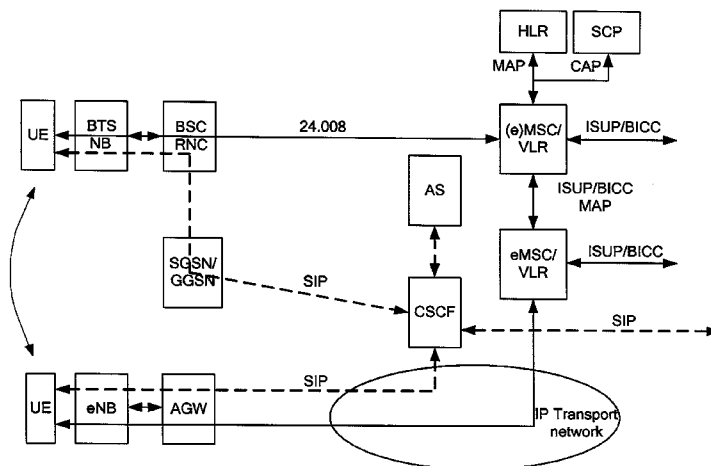 HLR
SCP
MAP
CAP
UE
BTS
NB
BSC
RNC
24.008
(e)MSC/
VLR
ISUP/BICC
AS
ISUP/BICC
MAP
SGSN/
GGSN
SIP
CSCF
eMSC/
VLR
ISUP/BICC
SIP
UE
eNB
AGW
SIP
IP Transport
network